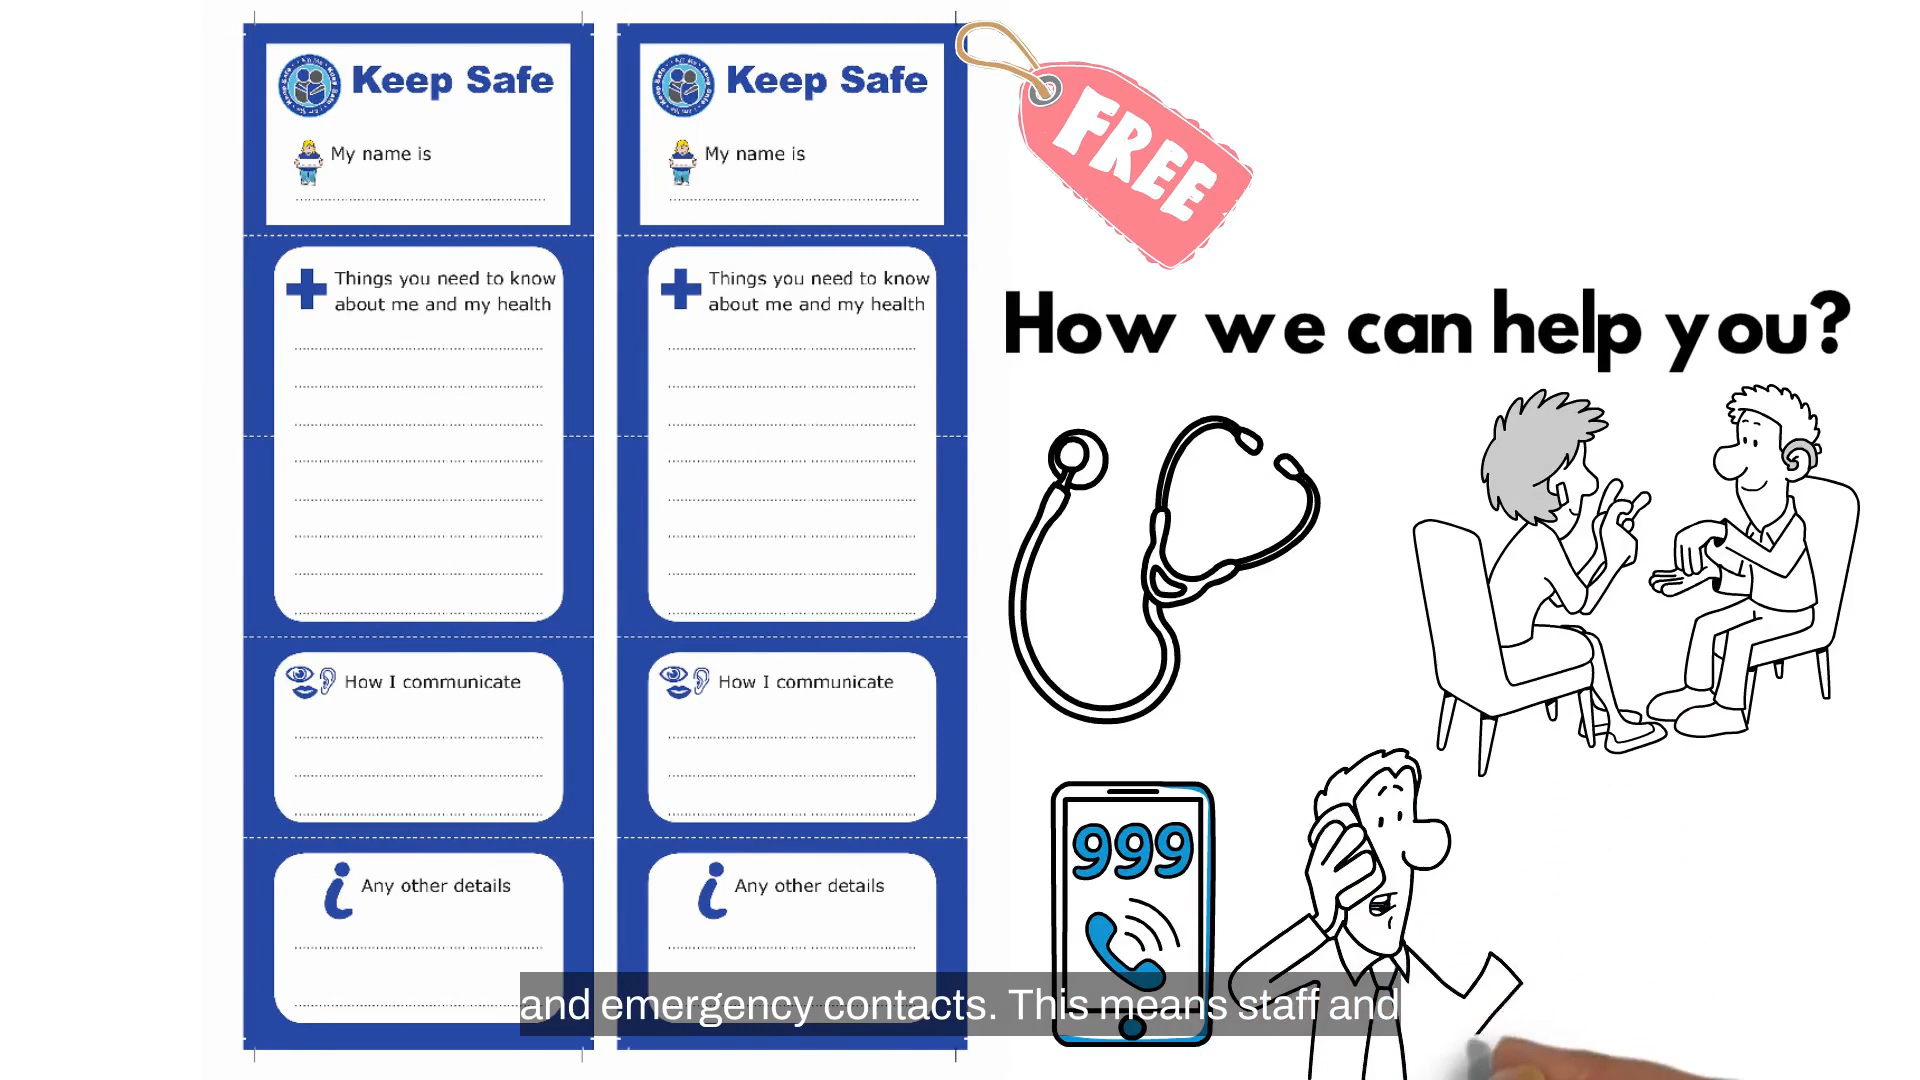 Keep Safe
My name is
Things you need to know
about me and my health
How I communicate
Any other details
Keep Safe
My name is
Things you need to know
about me and my health
How I communicate
Any other details
FREE
How we can help you?
999
and emergency contacts. This means staff and